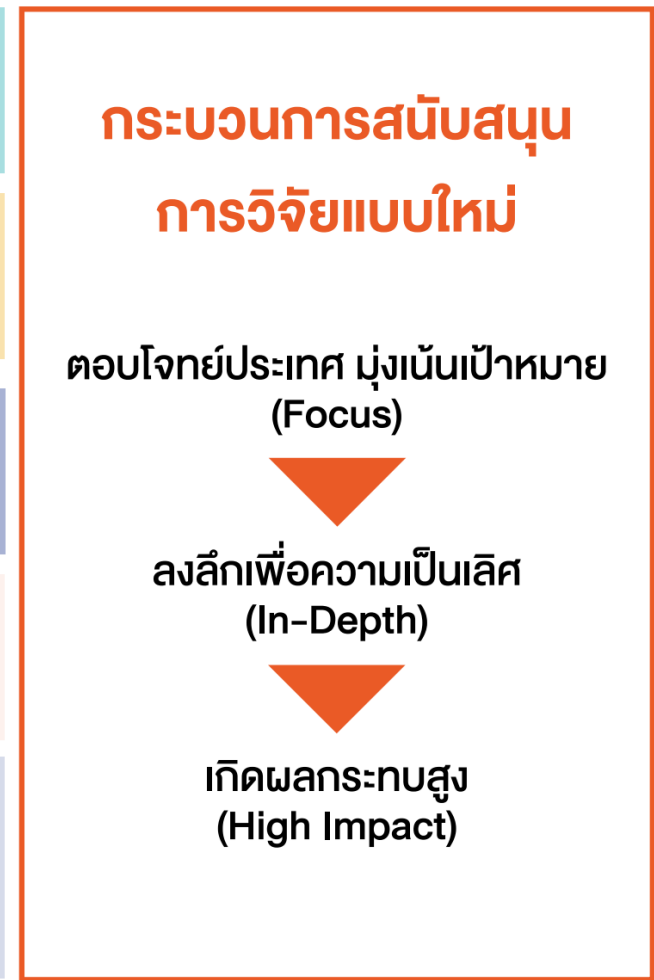 กระบวนการสนับสนุน
การวิจัยแบบใหม่
ตอบโจทย์ประเทศ มุ่งเน้นเป้าหมาย
(Focus)
ลงลึกเพื่อความเป็นเลิศ
(In-Depth)
เกิดผลกระทบสูง
(High Impact)